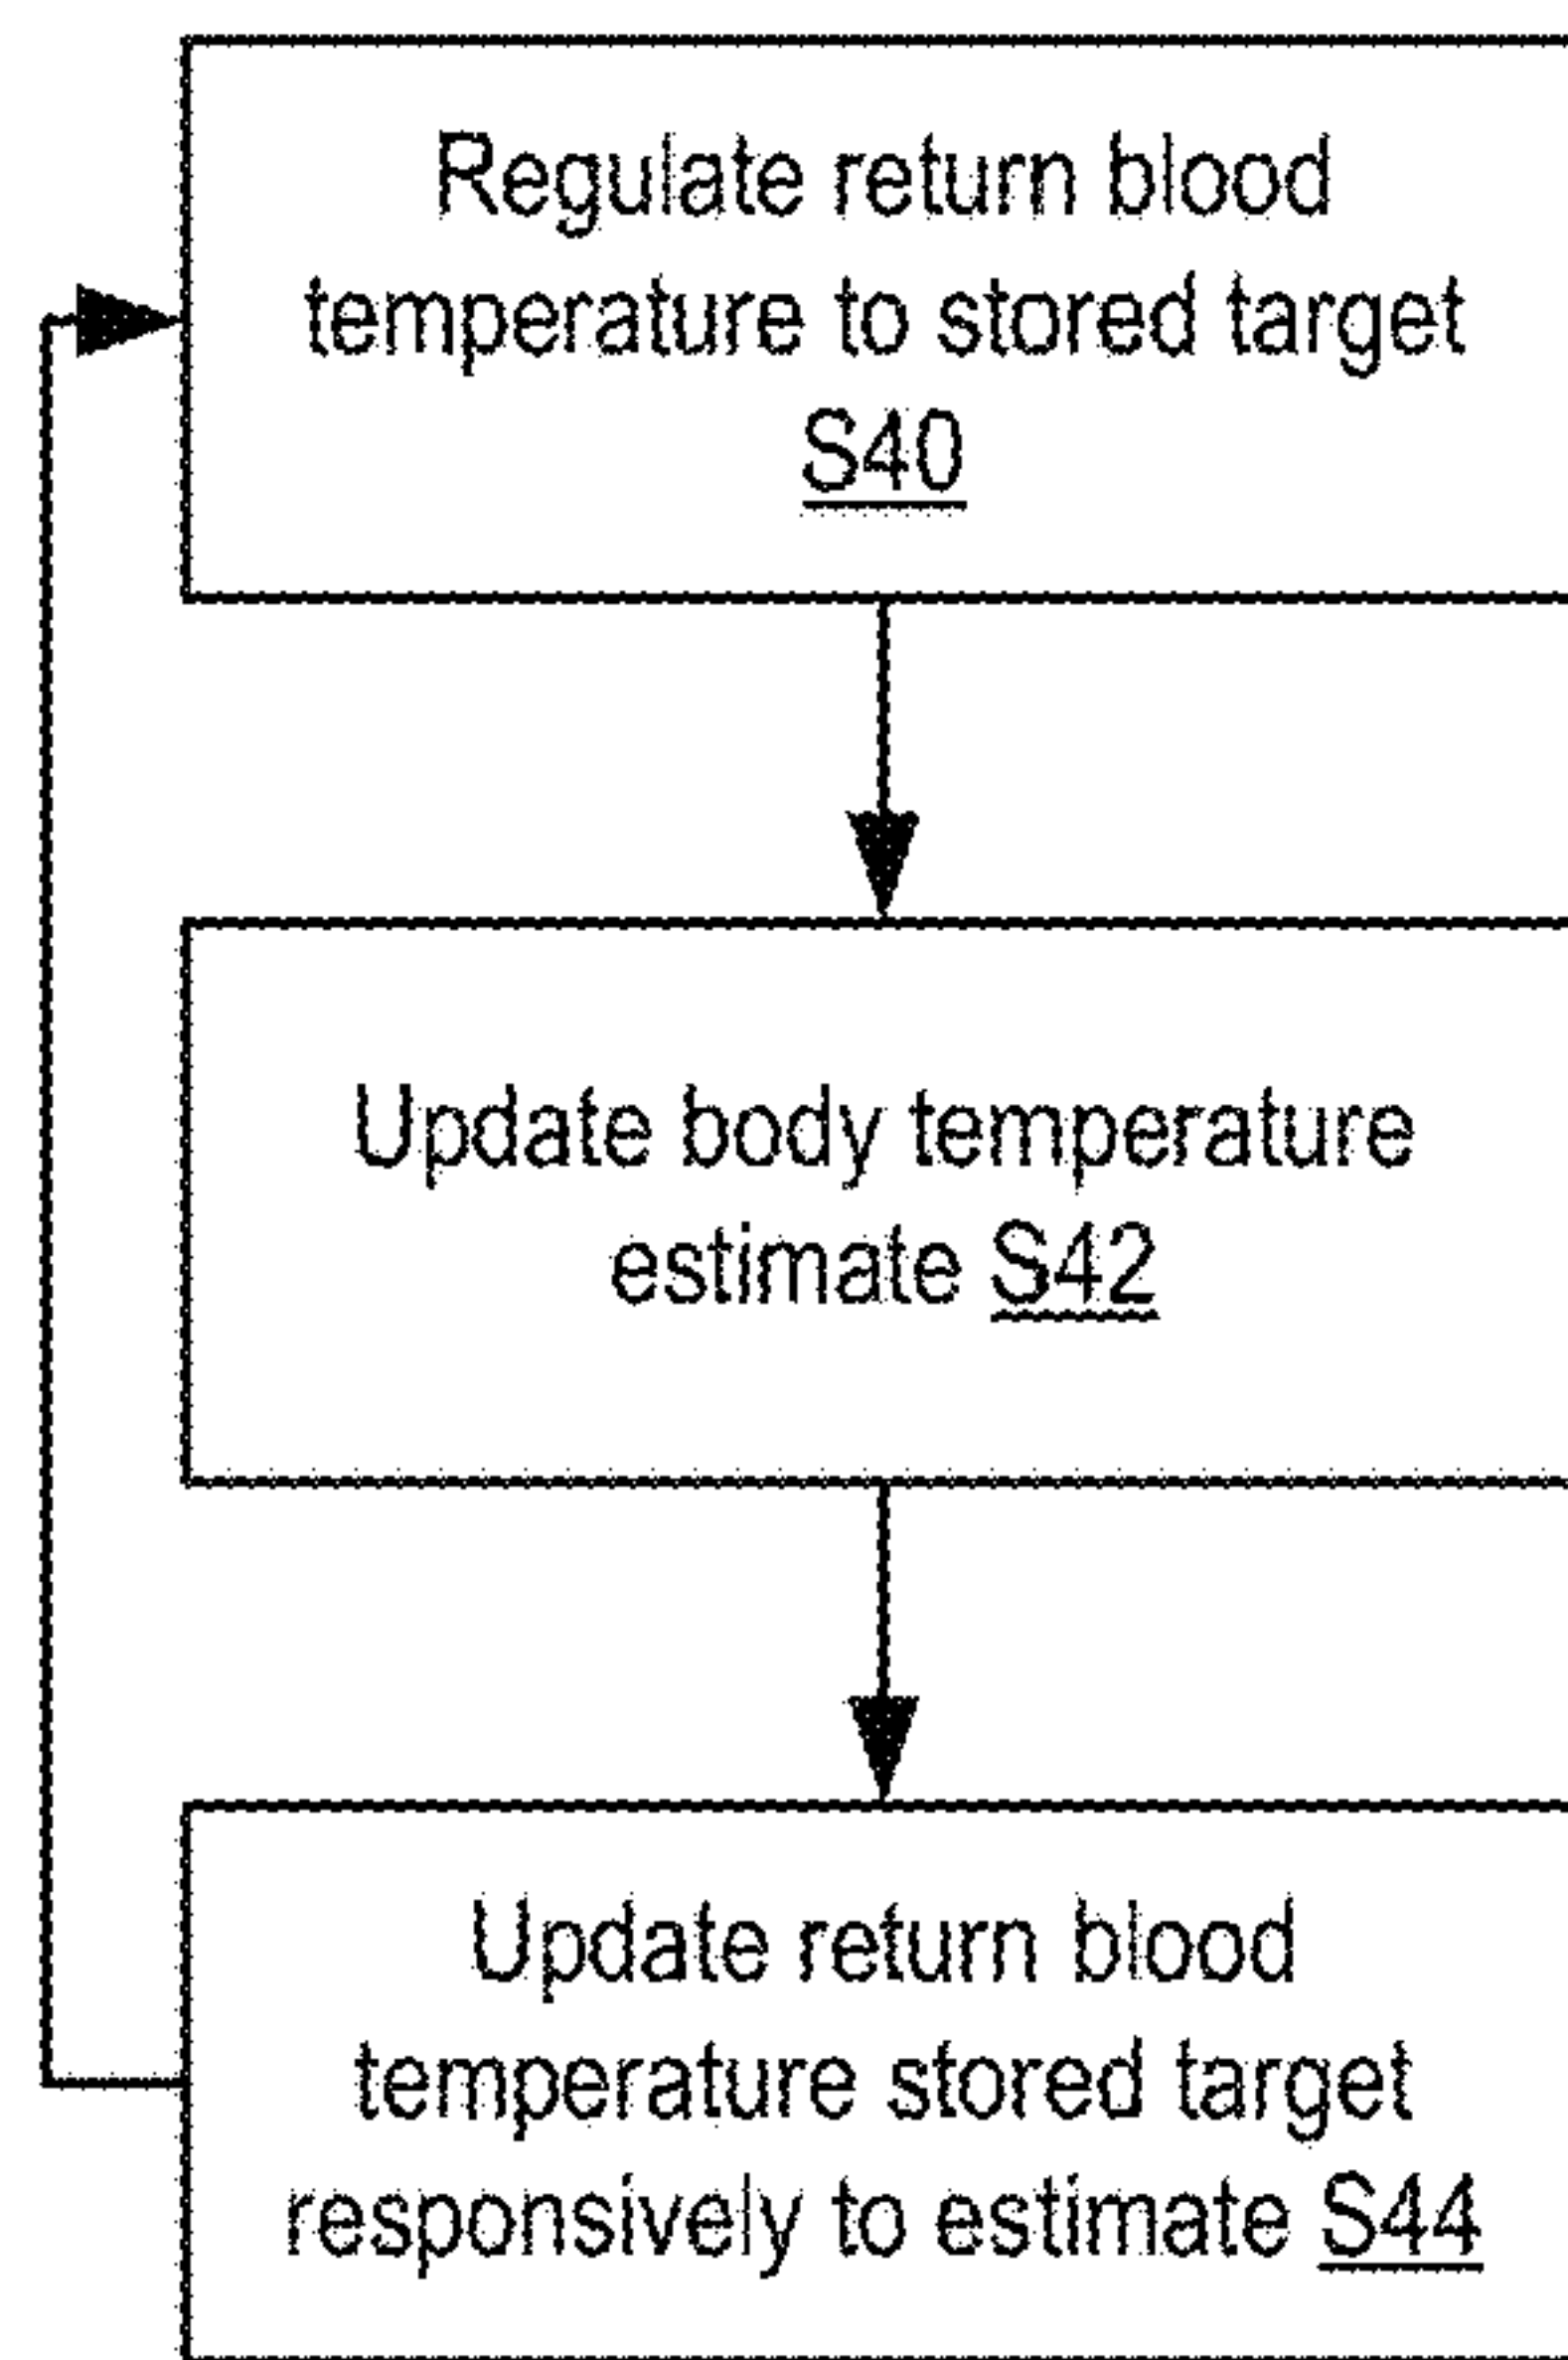 Regulate return blood
temperature to stored target
S40
Update body temperature
estimate S42
Update return blood
temperature stored target
responsively to estimate S44